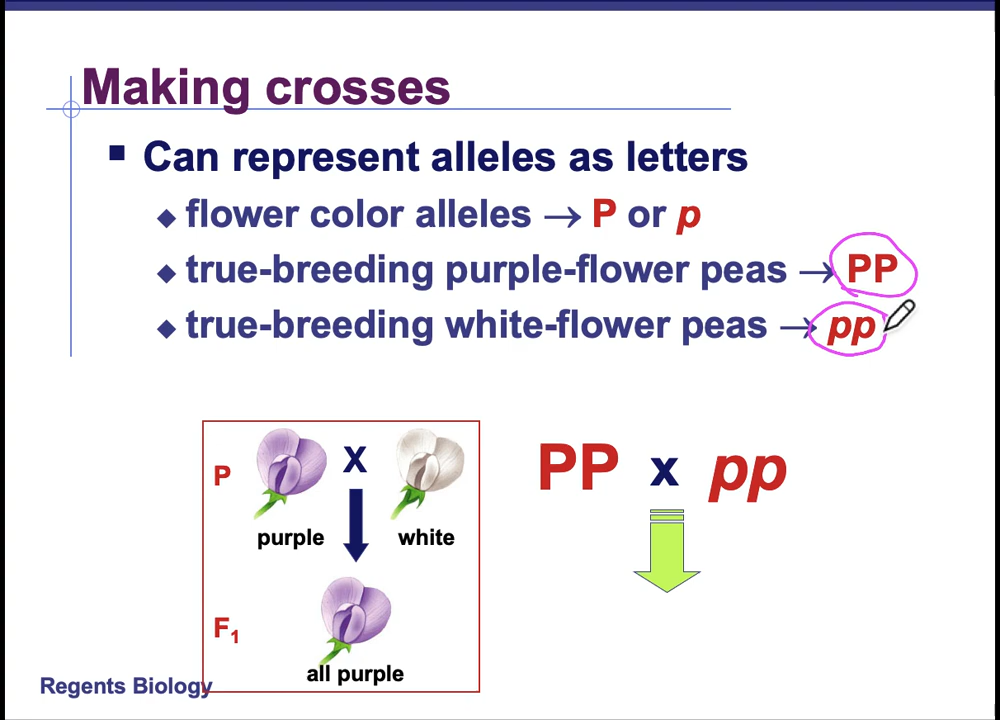 Making crosses
Can represent alleles as letters
flower color alleles → P or p
true-breeding purple-flower peas → PP
true-breeding white-flower peas → pp
P X
purple white
F₁
all purple
PP x pp
Regents Biology